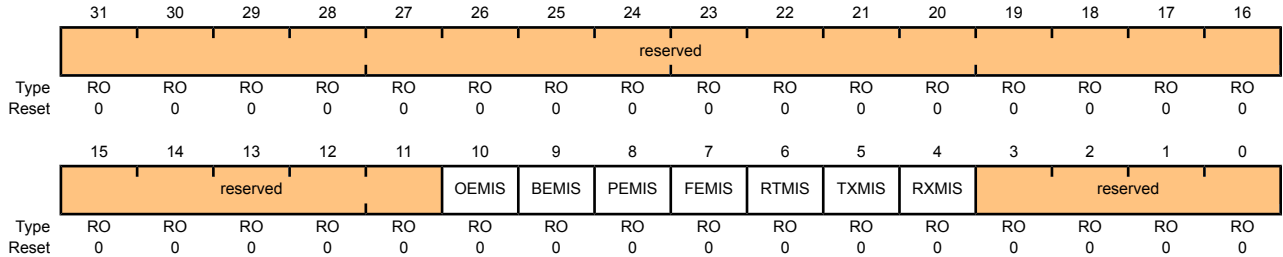 31 30 29 28 27 26 25 24 23 22 21 20 19 18 17 16
reserved
Type RO RO RO RO RO RO RO RO RO RO RO RO RO RO RO RO
Reset 0 0 0 0 0 0 0 0 0 0 0 0 0 0 0 0
15 14 13 12 11 10 9 8 7 6 5 4 3 2 1 0
reserved OEMIS BEMIS PEMIS FEMIS RTMIS TXMIS RXMIS reserved
Type RO RO RO RO RO RO RO RO RO RO RO RO RO RO RO RO
Reset 0 0 0 0 0 0 0 0 0 0 0 0 0 0 0 0